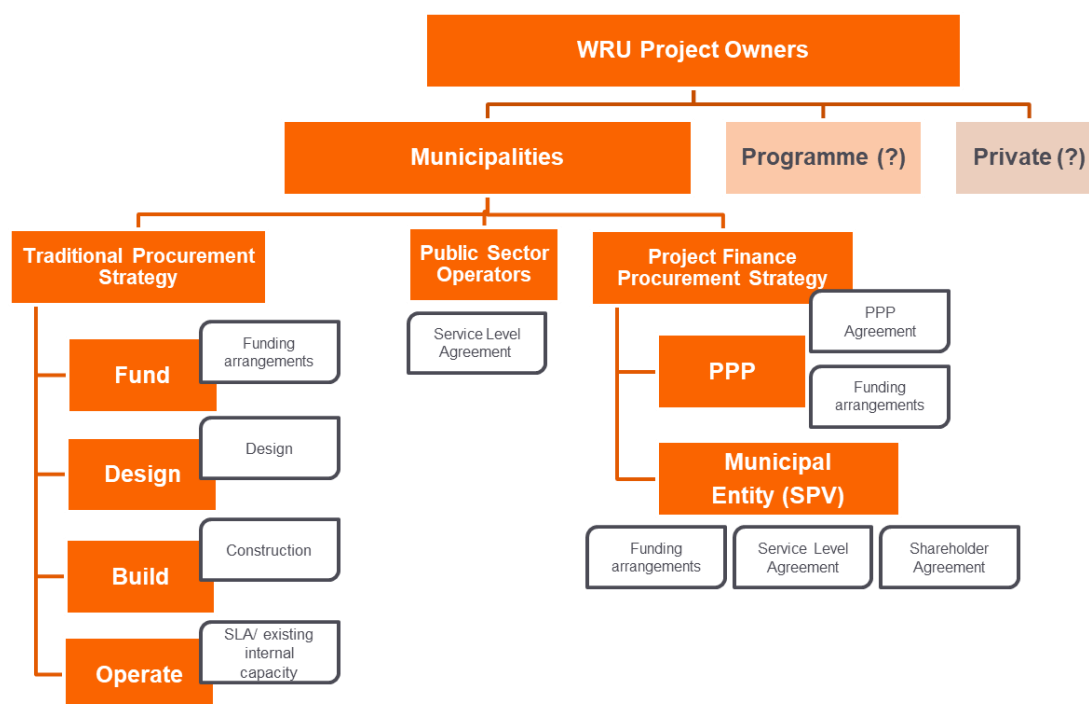 WRU Project Owners
Municipalities
Programme (?)
Private (?)
Traditional Procurement
Strategy
Public Sector
Operators
Project Finance
Procurement Strategy
Fund
Funding
arrangements
Design
Design
Build
Construction
Operate
SLA/ existing
internal
capacity
Service Level
Agreement
PPP
PPP
Agreement
Funding
arrangements
Municipal
Entity (SPV)
Funding
arrangements
Service Level
Agreement
Shareholder
Agreement